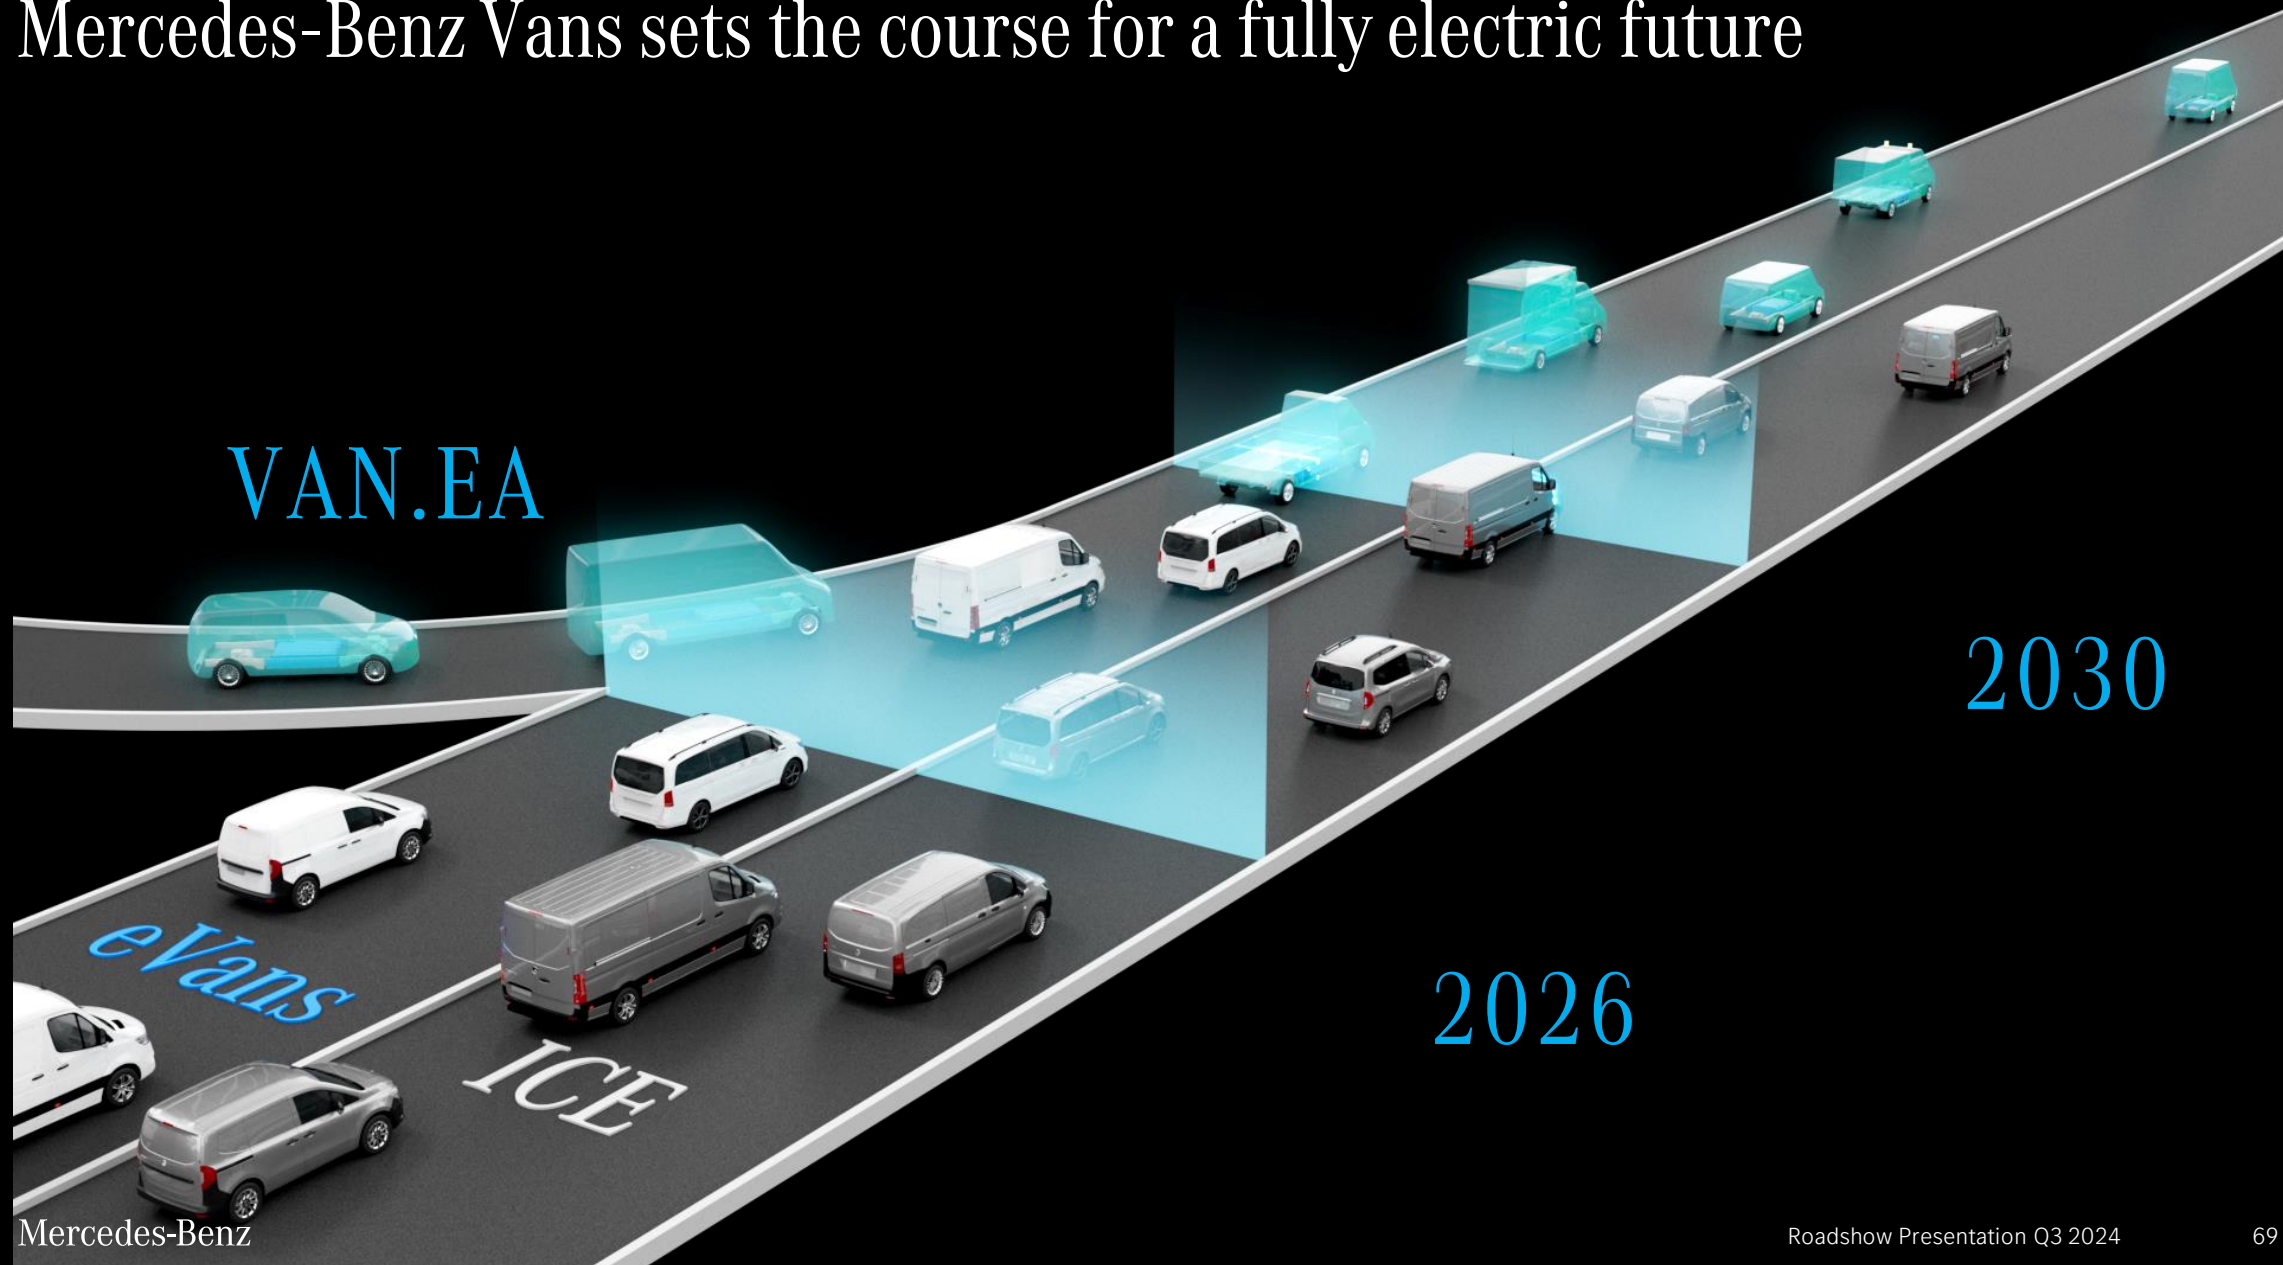 Mercedes-Benz Vans sets the course for a fully electric future
VAN.EA
2030
eVans
2026
ICE
Mercedes-Benz
Roadshow Presentation Q3 2024
69